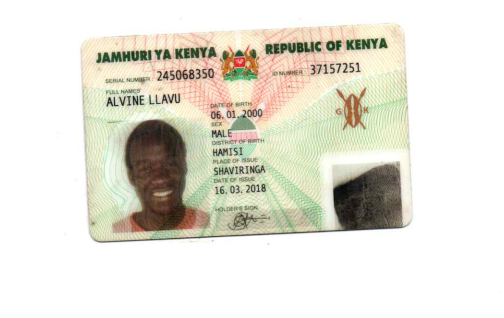 JAMHURI YA KENYA REPUBLIC OF KENYA
SERIAL NUMBER: 245068350 ID NUMBER: 37157251
FULL NAMES
ALVINE LLAVU
DATE OF BIRTH
06. 01. 2000
SEX
MALE
DISTRICT OF BIRTH
HAMISI
PLACE OF ISSUE
SHAVIRINGA
DATE OF ISSUE
16. 03. 2018
HOLDER'S SIGN.
G K